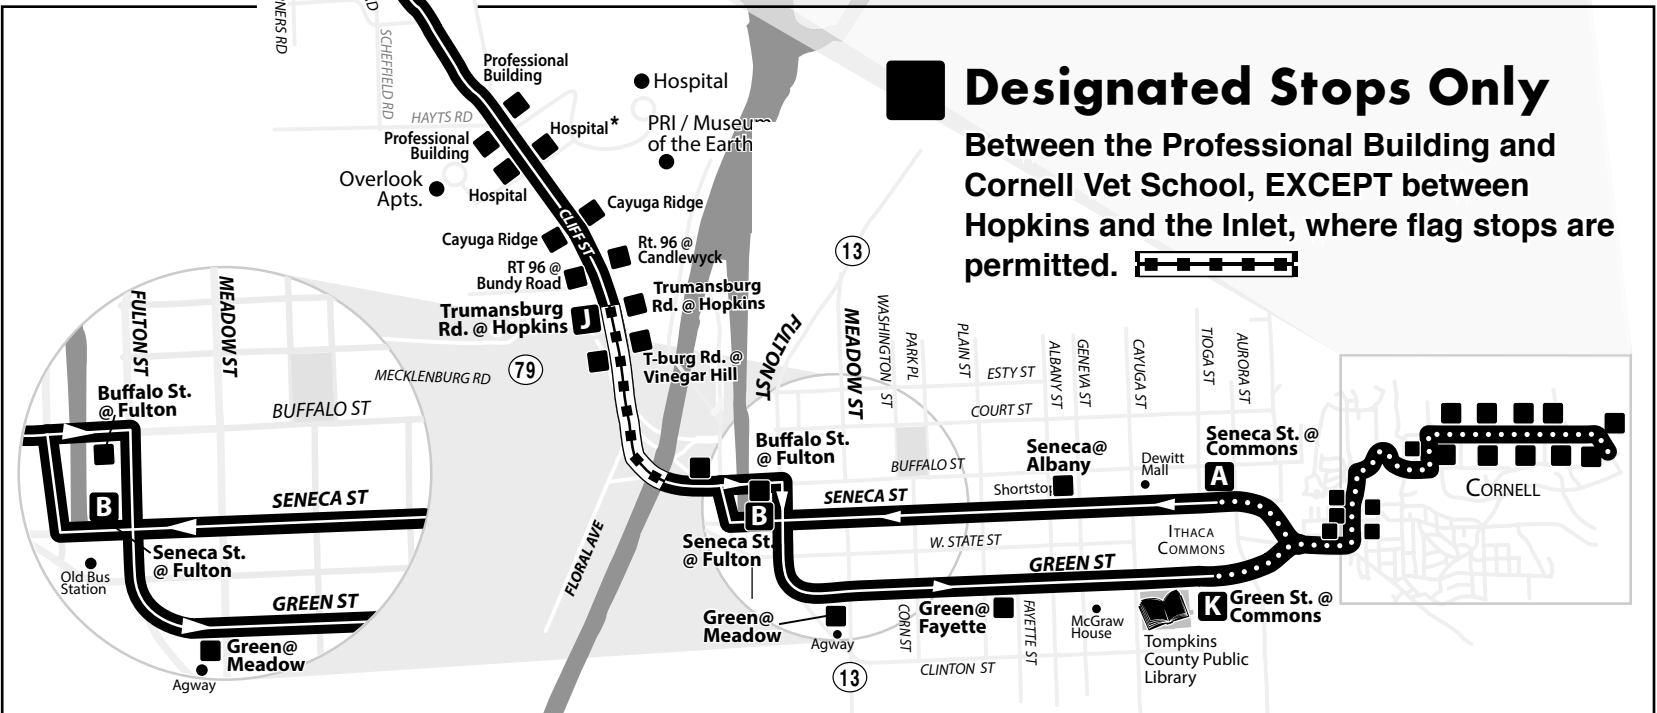 NERS RD
SCHEFFIELD RD
HAYTS RD
Professional
Building
Hospital
Hospital*
PRI / Museum
of the Earth
Professional
Building
Hospital
Overlook
Apts.
Cayuga Ridge
CLIFF ST
Cayuga Ridge
Rt. 96 @
Candlewyck
RT 96 @
Bundy Road
Trumansburg
Rd. @ Hopkins
Trumansburg
Rd. @ Hopkins
J
T-burg Rd. @
Vinegar Hill
79
MECKLENBURG RD
Designated Stops Only
Between the Professional Building and
Cornell Vet School, EXCEPT between
Hopkins and the Inlet, where flag stops are
permitted.
13
FULTON ST
MEADOW ST
WASHINGTON ST
PARK PL
PLAIN ST
ESTY ST
COURT ST
ALBANY ST
GENEVA ST
CAYUGA ST
TIOGA ST
AURORA ST
BUFFALO ST
Buffalo St.
@ Fulton
Seneca@
Albany
Shortstop
Dewitt
Mall
Seneca St. @
Commons
A
CORNELL
SENECA ST
B
Seneca St.
@ Fulton
W. STATE ST
ITHACA
COMMONS
GREEN ST
FLORAL AVE
Green@
Meadow
Agway
CORN ST
Green@
Fayette
FAYETTE ST
McGraw
House
K
Green St. @
Commons
Tompkins
County Public
Library
CLINTON ST
13
FULTON ST
MEADOW ST
Buffalo St.
@ Fulton
BUFFALO ST
B
SENECA ST
Seneca St.
@ Fulton
Old Bus
Station
GREEN ST
Green@
Meadow
Agway